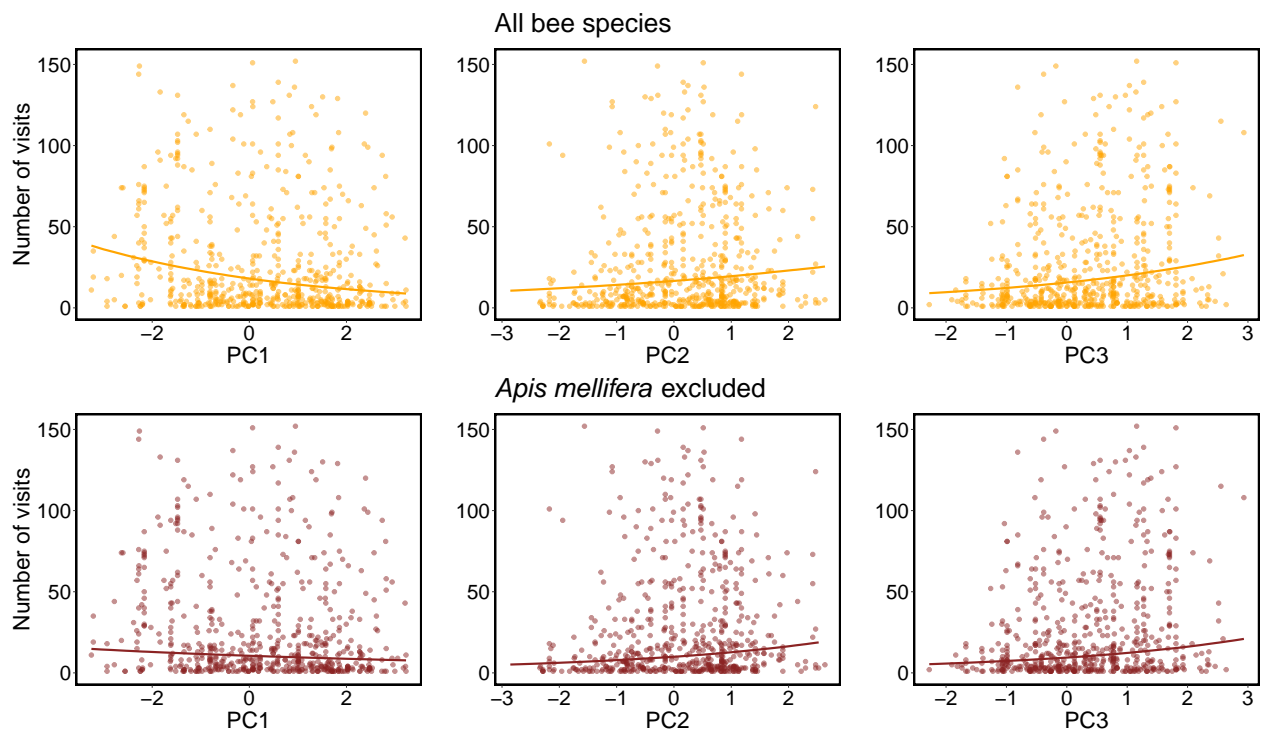 All bee species
Number of visits
150
100
50
0
−2 0 2
PC1
150
100
50
0
−3 −2 −1 0 1 2
PC2
150
100
50
0
−2 −1 0 1 2 3
PC3
Apis mellifera excluded
Number of visits
150
100
50
0
−2 0 2
PC1
150
100
50
0
−3 −2 −1 0 1 2
PC2
150
100
50
0
−2 −1 0 1 2 3
PC3